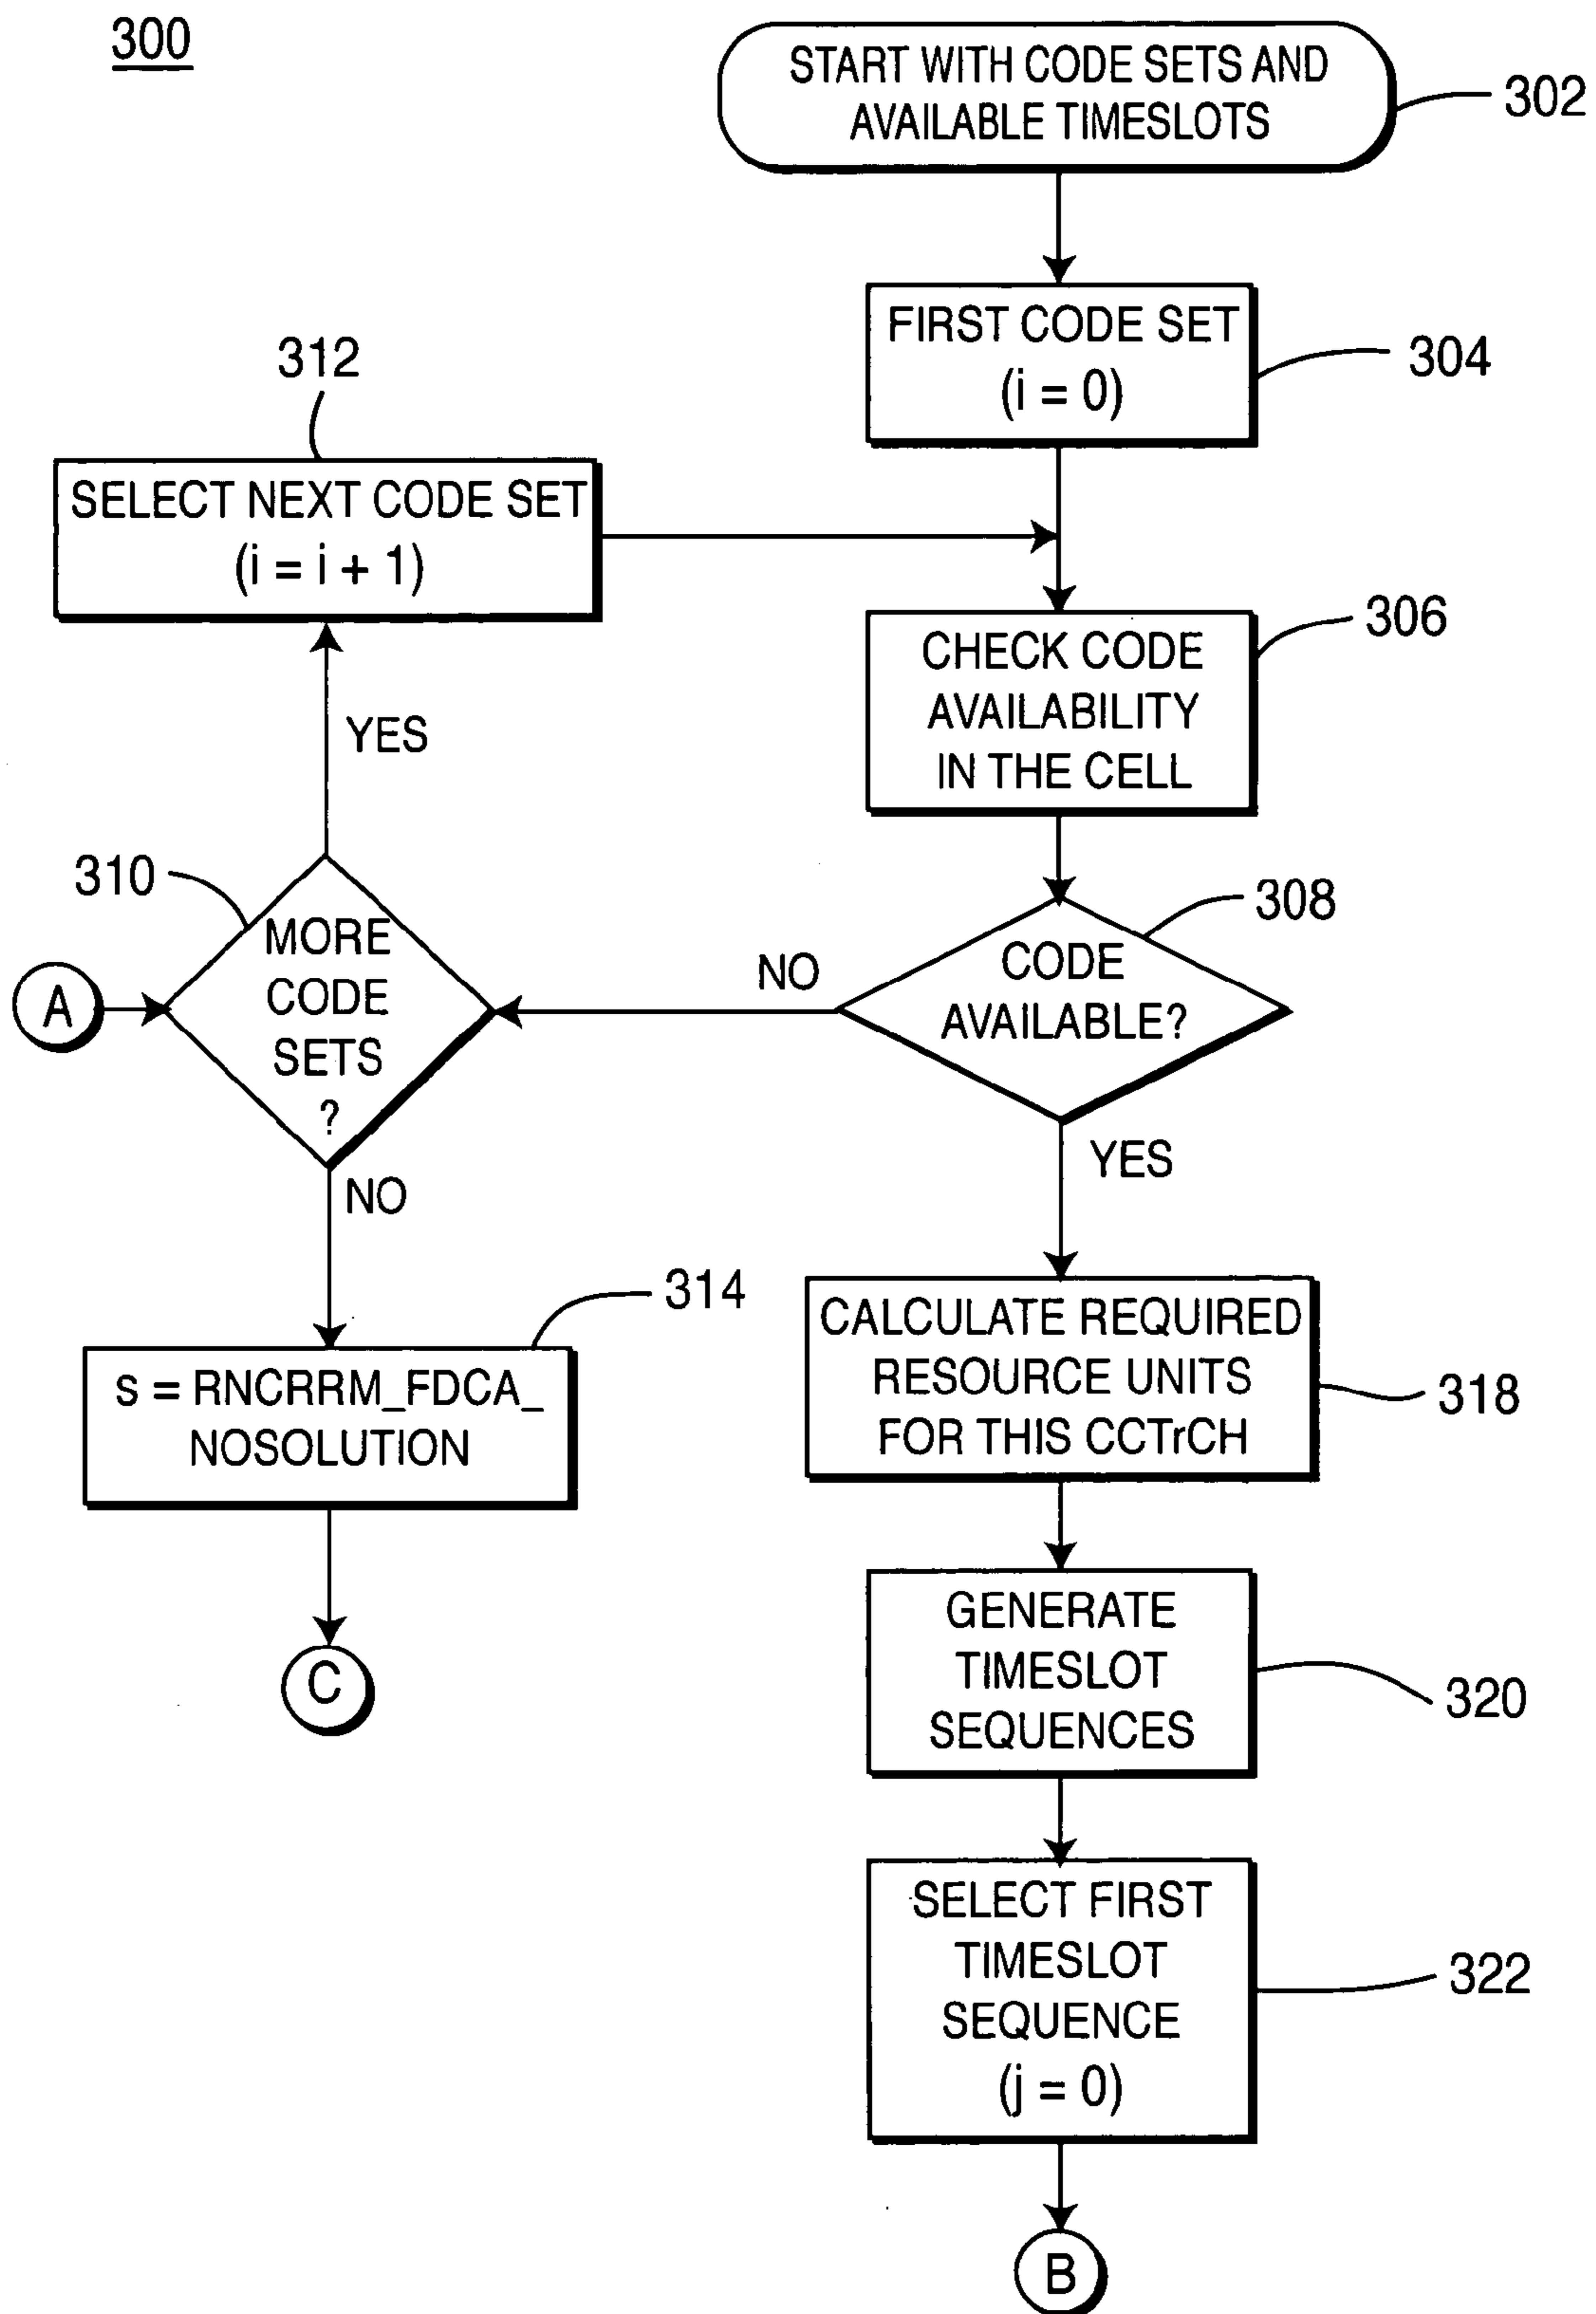 300
START WITH CODE SETS AND
AVAILABLE TIMESLOTS
302
FIRST CODE SET
(i = 0)
304
312
SELECT NEXT CODE SET
(i = i + 1)
CHECK CODE
AVAILABILITY
IN THE CELL
306
YES
310
MORE
CODE
SETS
?
A
NO
CODE
AVAILABLE?
308
YES
NO
314
s = RNCRRM_FDCA_
NOSOLUTION
C
CALCULATE REQUIRED
RESOURCE UNITS
FOR THIS CCTrCH
318
GENERATE
TIMESLOT
SEQUENCES
320
SELECT FIRST
TIMESLOT
SEQUENCE
(j = 0)
322
B